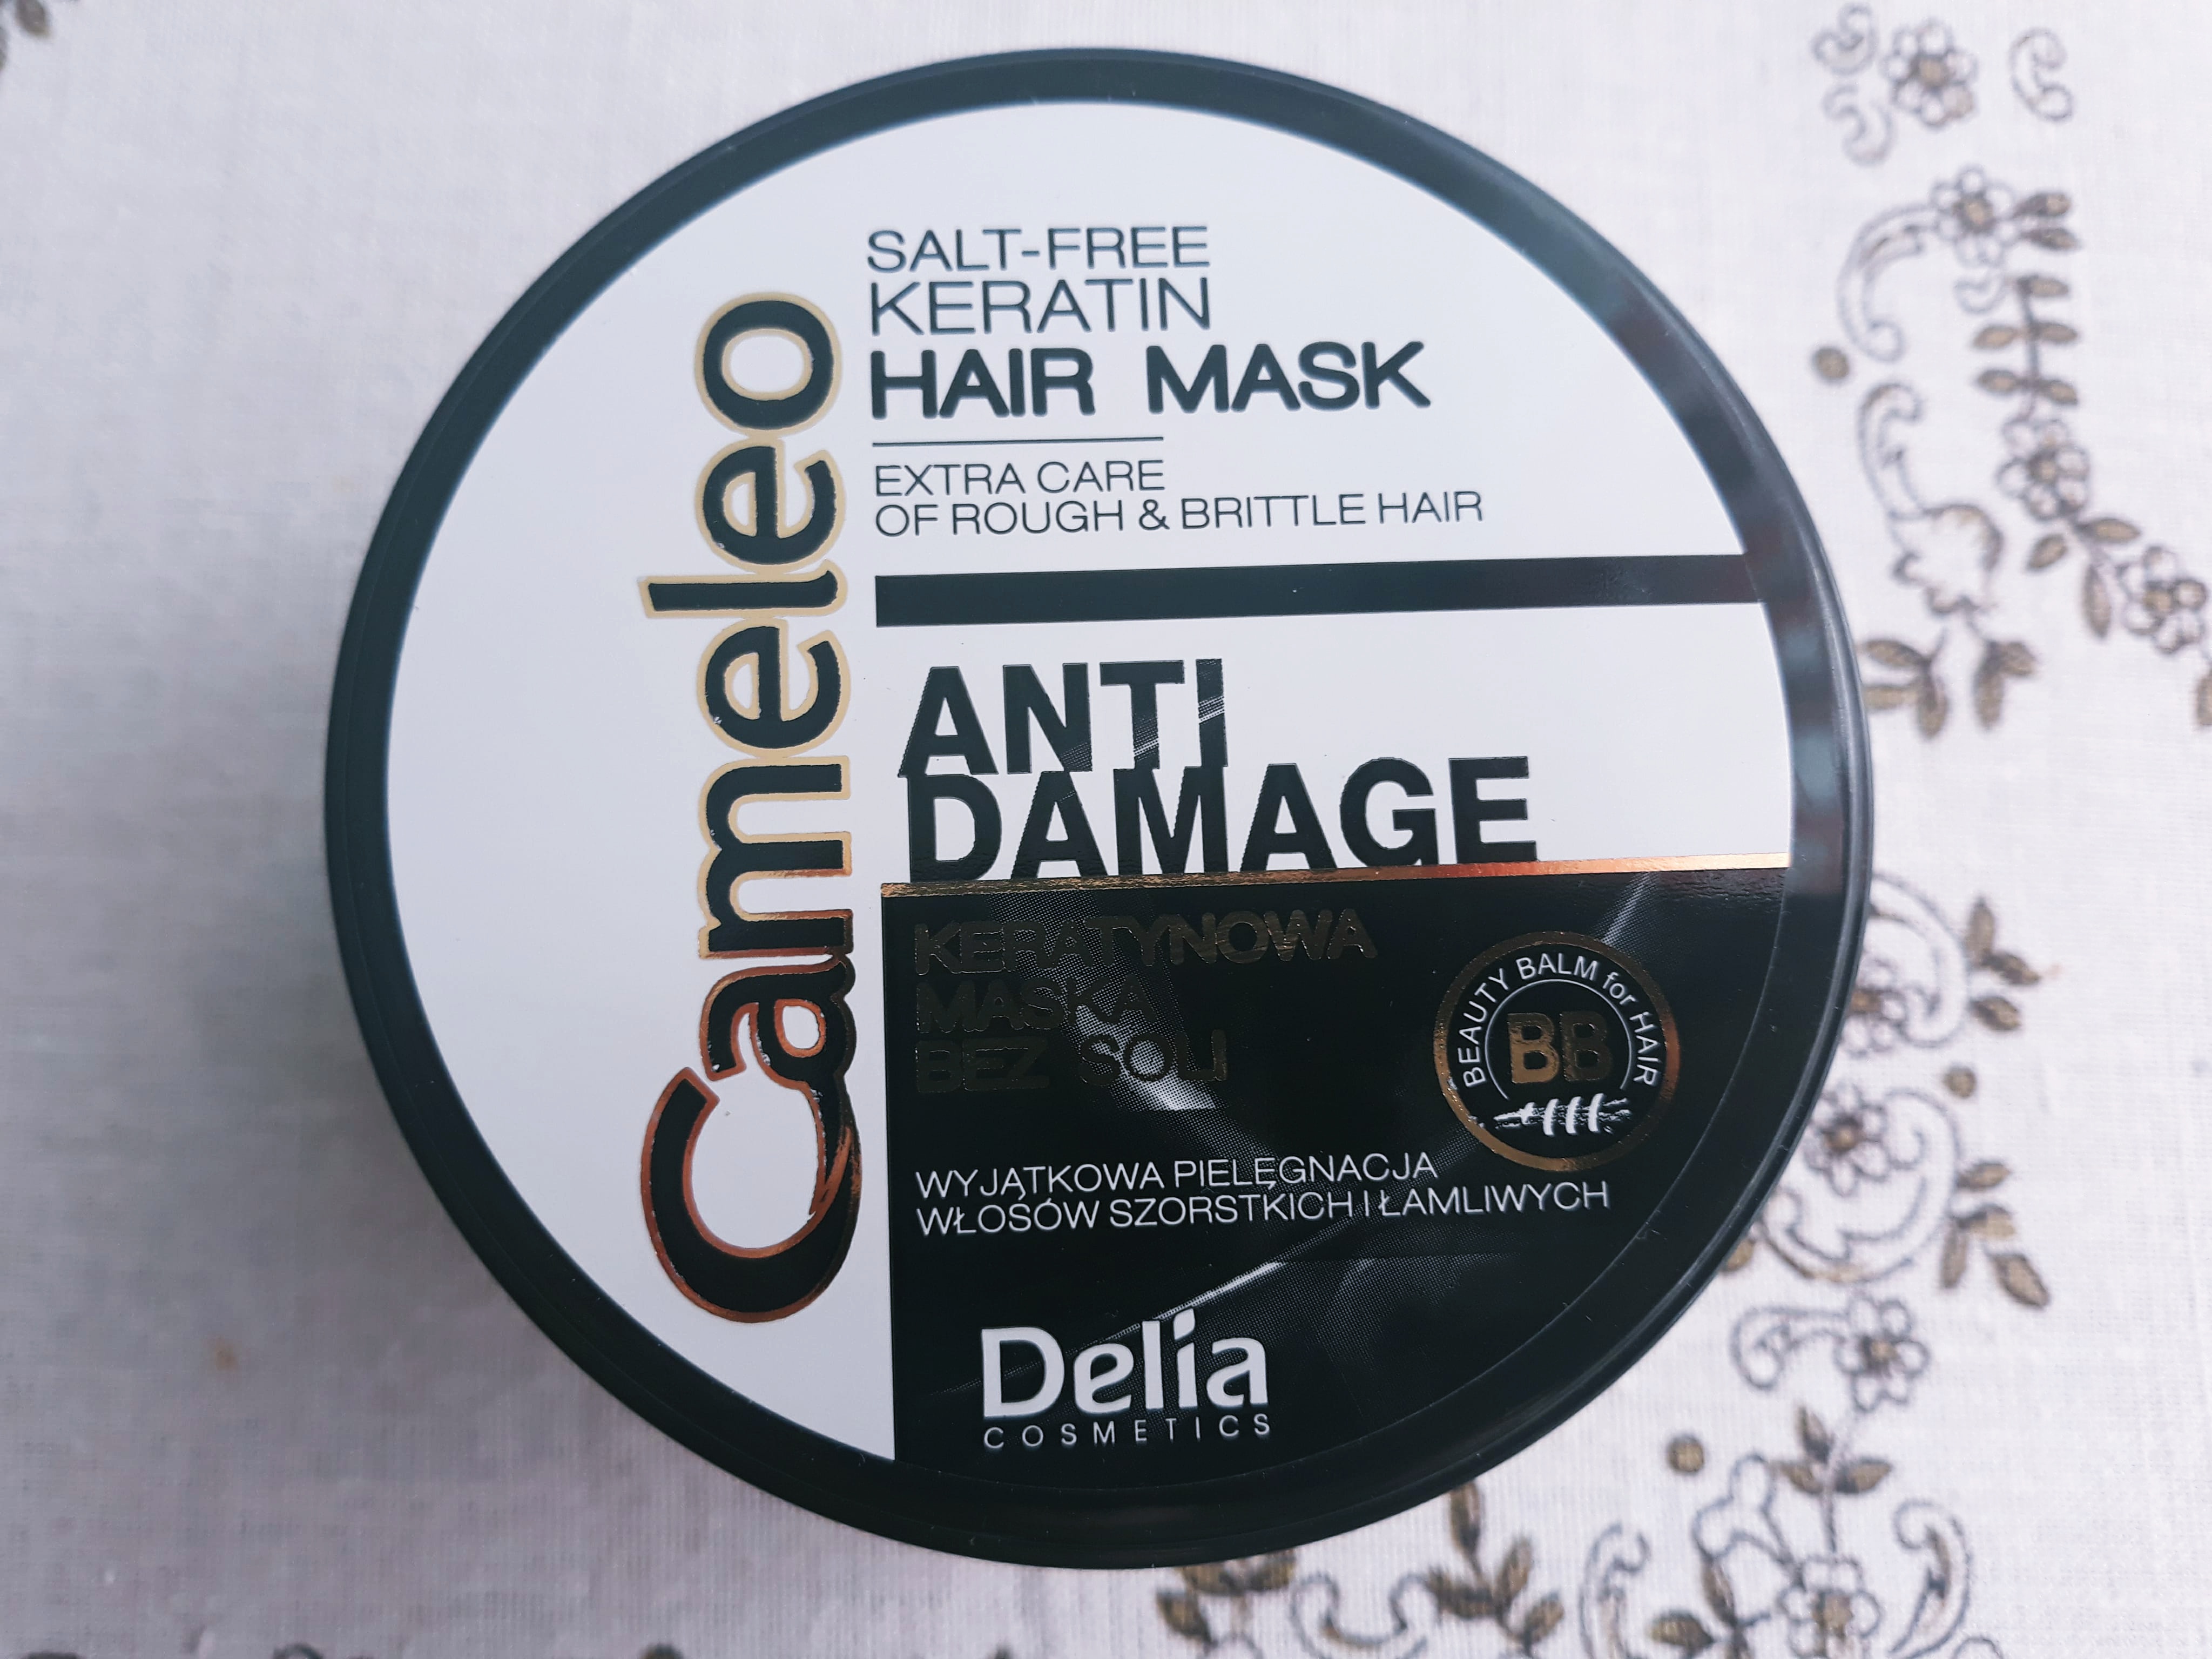 Cameleo
SALT-FREE
KERATIN
HAIR MASK
EXTRA CARE
OF ROUGH & BRITTLE HAIR
ANTI
DAMAGE
KERATYNOWA
MASKA
BEZ SOLI
BEAUTY BALM for HAIR
BB
WYJĄTKOWA PIELĘGNACJA
WŁOSÓW SZORSTKICH I ŁAMLIWYCH
Delia
COSMETICS